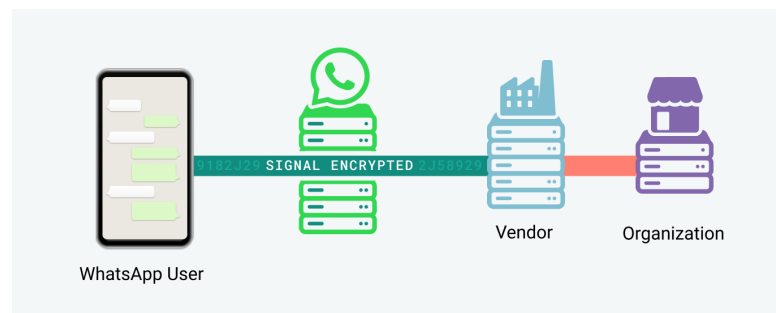 9182J29 SIGNAL ENCRYPTED 2J58929
Vendor
Organization
WhatsApp User